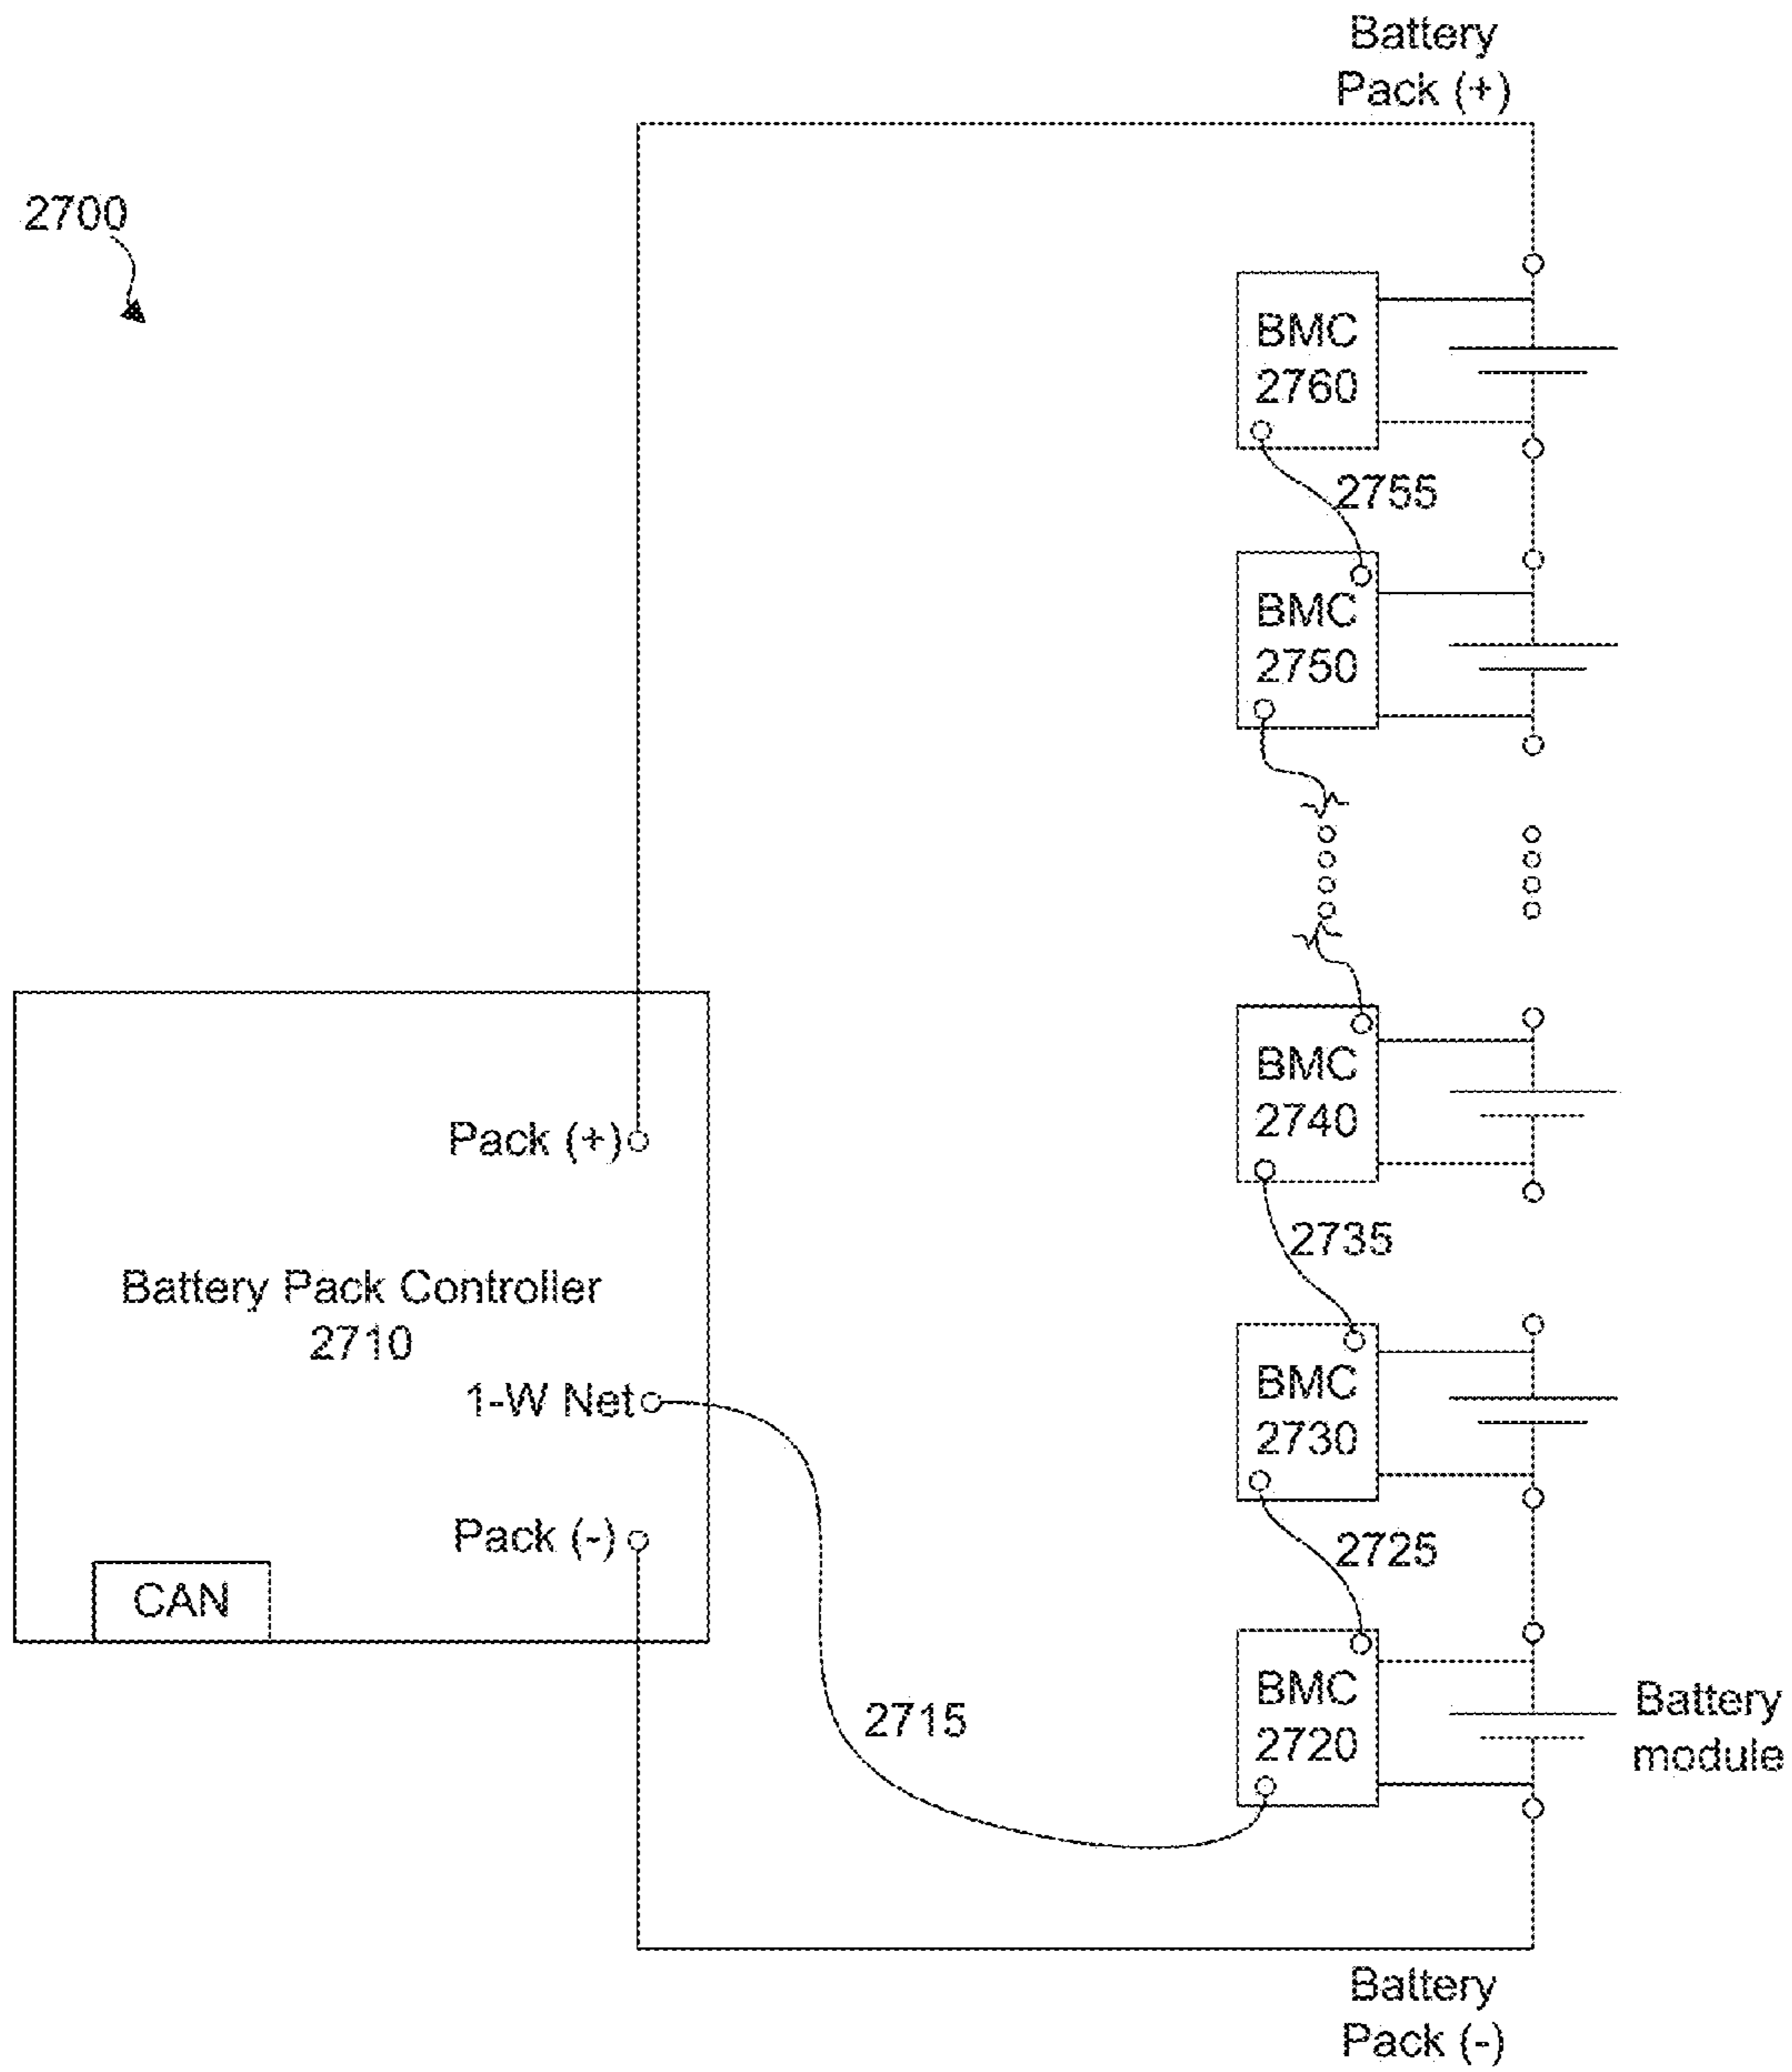 Battery
Pack (+)
2700
BMC
2760
2755
BMC
2750
BMC
2740
Pack (+)
2735
Battery Pack Controller
2710
1-W Net
BMC
2730
Pack (-)
2725
CAN
BMC
2720
2715
Battery
module
Battery
Pack (-)